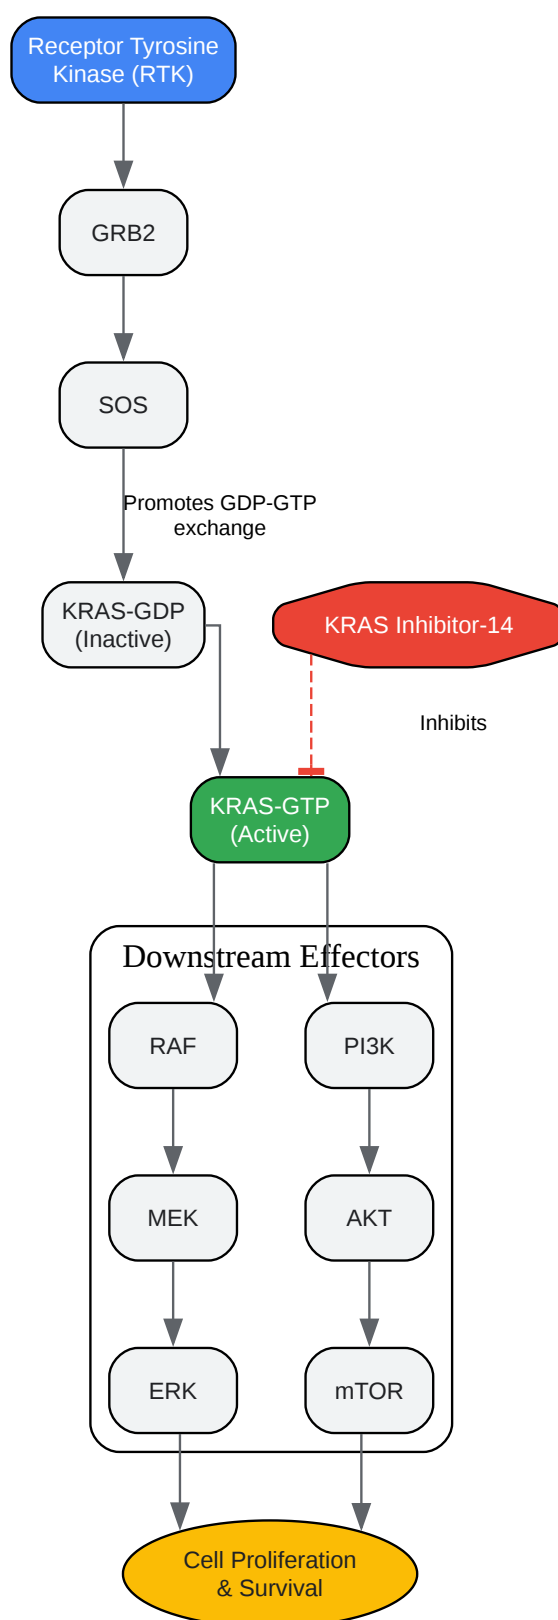 Receptor Tyrosine
Kinase (RTK)
GRB2
SOS
Promotes GDP-GTP
exchange
KRAS-GDP
(Inactive)
KRAS Inhibitor-14
Inhibits
KRAS-GTP
(Active)
Downstream Effectors
RAF
PI3K
MEK
AKT
ERK
mTOR
Cell Proliferation
& Survival